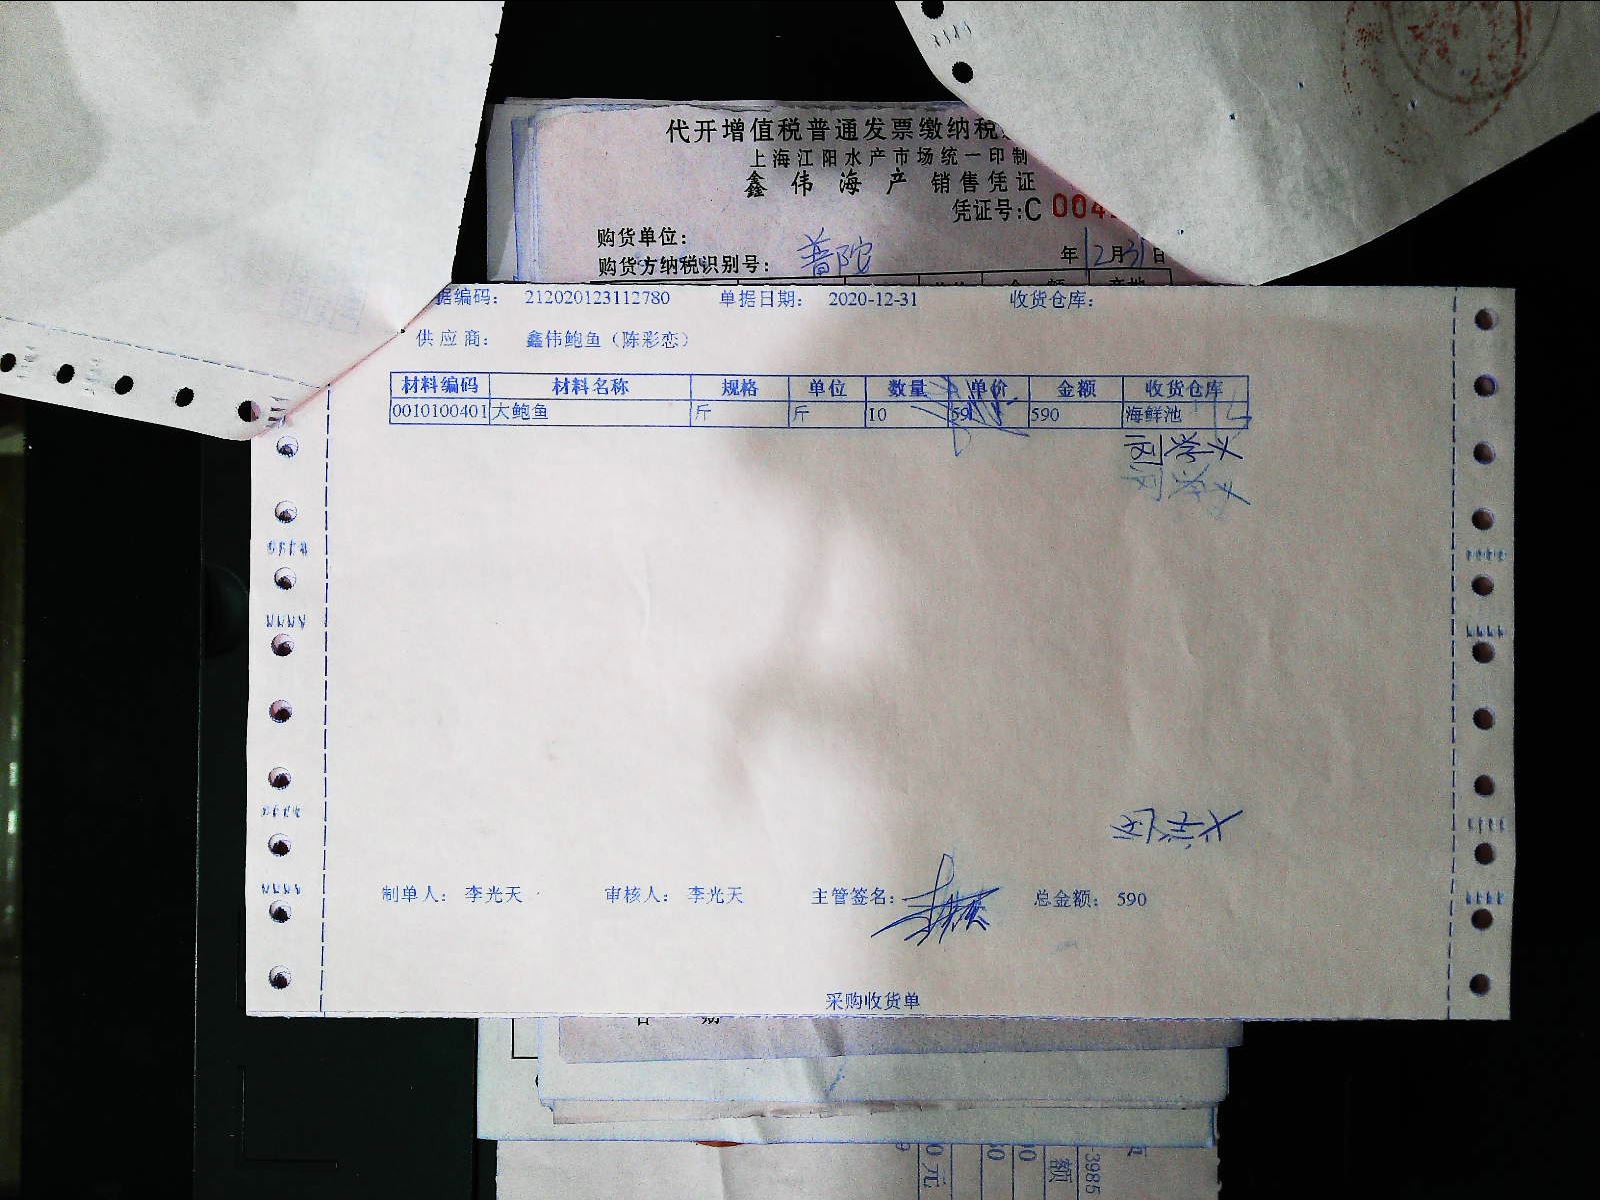 代开增值税普通发票缴纳税
上海江阳水产市场统一印制
鑫伟海产 销售凭证
凭证号:C 004
购货单位:
购货方纳税识别号: 普陀 年12月31日
据编码: 212020123112780 单据日期: 2020-12-31 收货仓库:
供应商: 鑫伟鲍鱼（陈彩恋）
材料编码 材料名称 规格 单位 数量 单价 金额 收货仓库
0010100401 大鲍鱼 斤 斤 10 59 590 海鲜池
制单人: 李光天 审核人: 李光天 主管签名: 总金额: 590
采购收货单